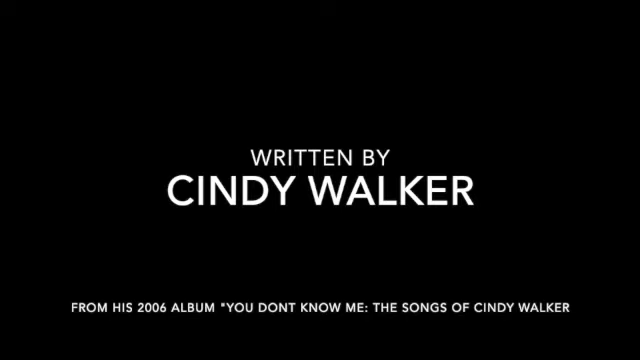 WRITTEN BY
CINDY WALKER
FROM HIS 2006 ALBUM "YOU DONT KNOW ME: THE SONGS OF CINDY WALKER